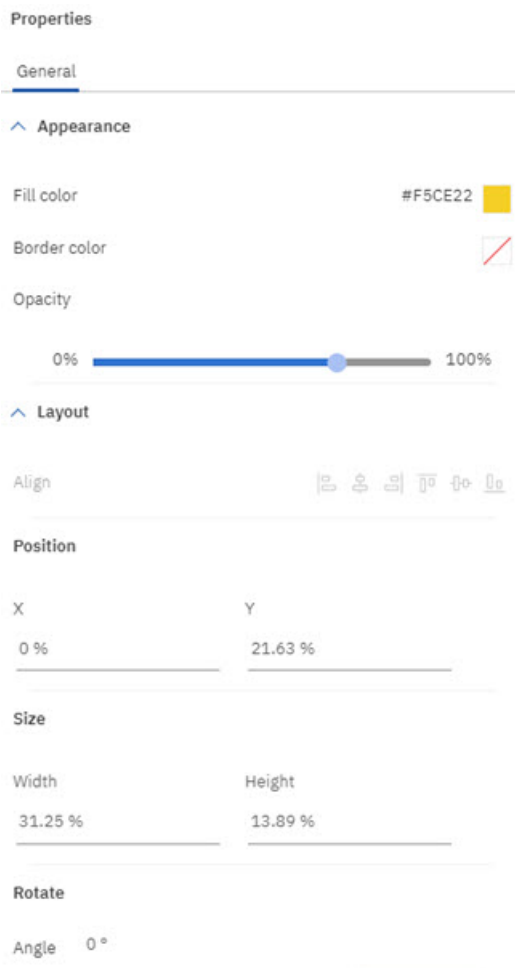 Properties
General
Appearance
Fill color #F5CE22
Border color
Opacity
0% 100%
Layout
Align
Position
X Y
0 % 21.63 %
Size
Width Height
31.25 % 13.89 %
Rotate
Angle 0 °